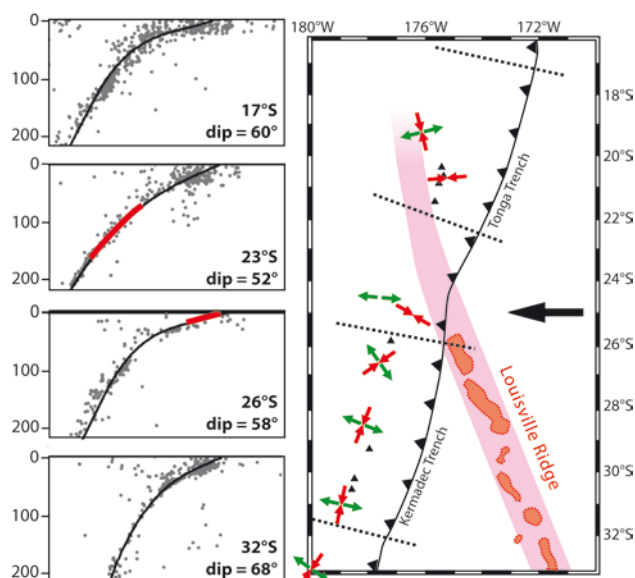 0
100
200
17°S
dip = 60°
0
100
200
23°S
dip = 52°
0
100
200
26°S
dip = 58°
0
100
200
32°S
dip = 68°
180°W
176°W
172°W
18°S
20°S
22°S
24°S
26°S
28°S
30°S
32°S
Tonga Trench
Louisville Ridge
Kermadec Trench